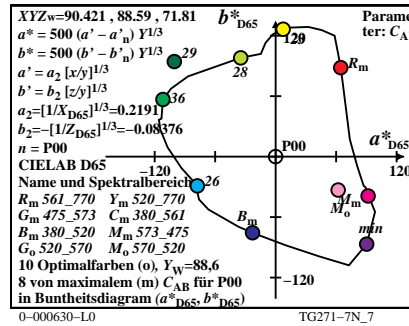 XYZw=90.421, 88.59, 71.81
a* = 500 (a' – a'n) Y1/3
b* = 500 (b' – b'n) Y1/3
a' = a2 [x/y]1/3
b' = b2 [z/y]1/3
a2=[1/XD65]1/3=0.2191
b2=–[1/ZD65]1/3=–0.08376
n = P00
CIELAB D65
Name und Spektralbereich
Rm 561_770 Ym 520_770
Gm 475_573 Cm 380_561
Bm 380_520 Mm 573_475
Go 520_570 Mo 570_520
10 Optimalfarben (o), YW=88,6
8 von maximalem (m) CAB für P00
in Buntheitsdiagram (a*D65, b*D65)
b*D65
Parame
ter: CA
29
28
36
26
Rm
P00
a*D65
–120
120
Mm
Mo
Bm
min
–120
0–000630–L0
TG271–7N_7